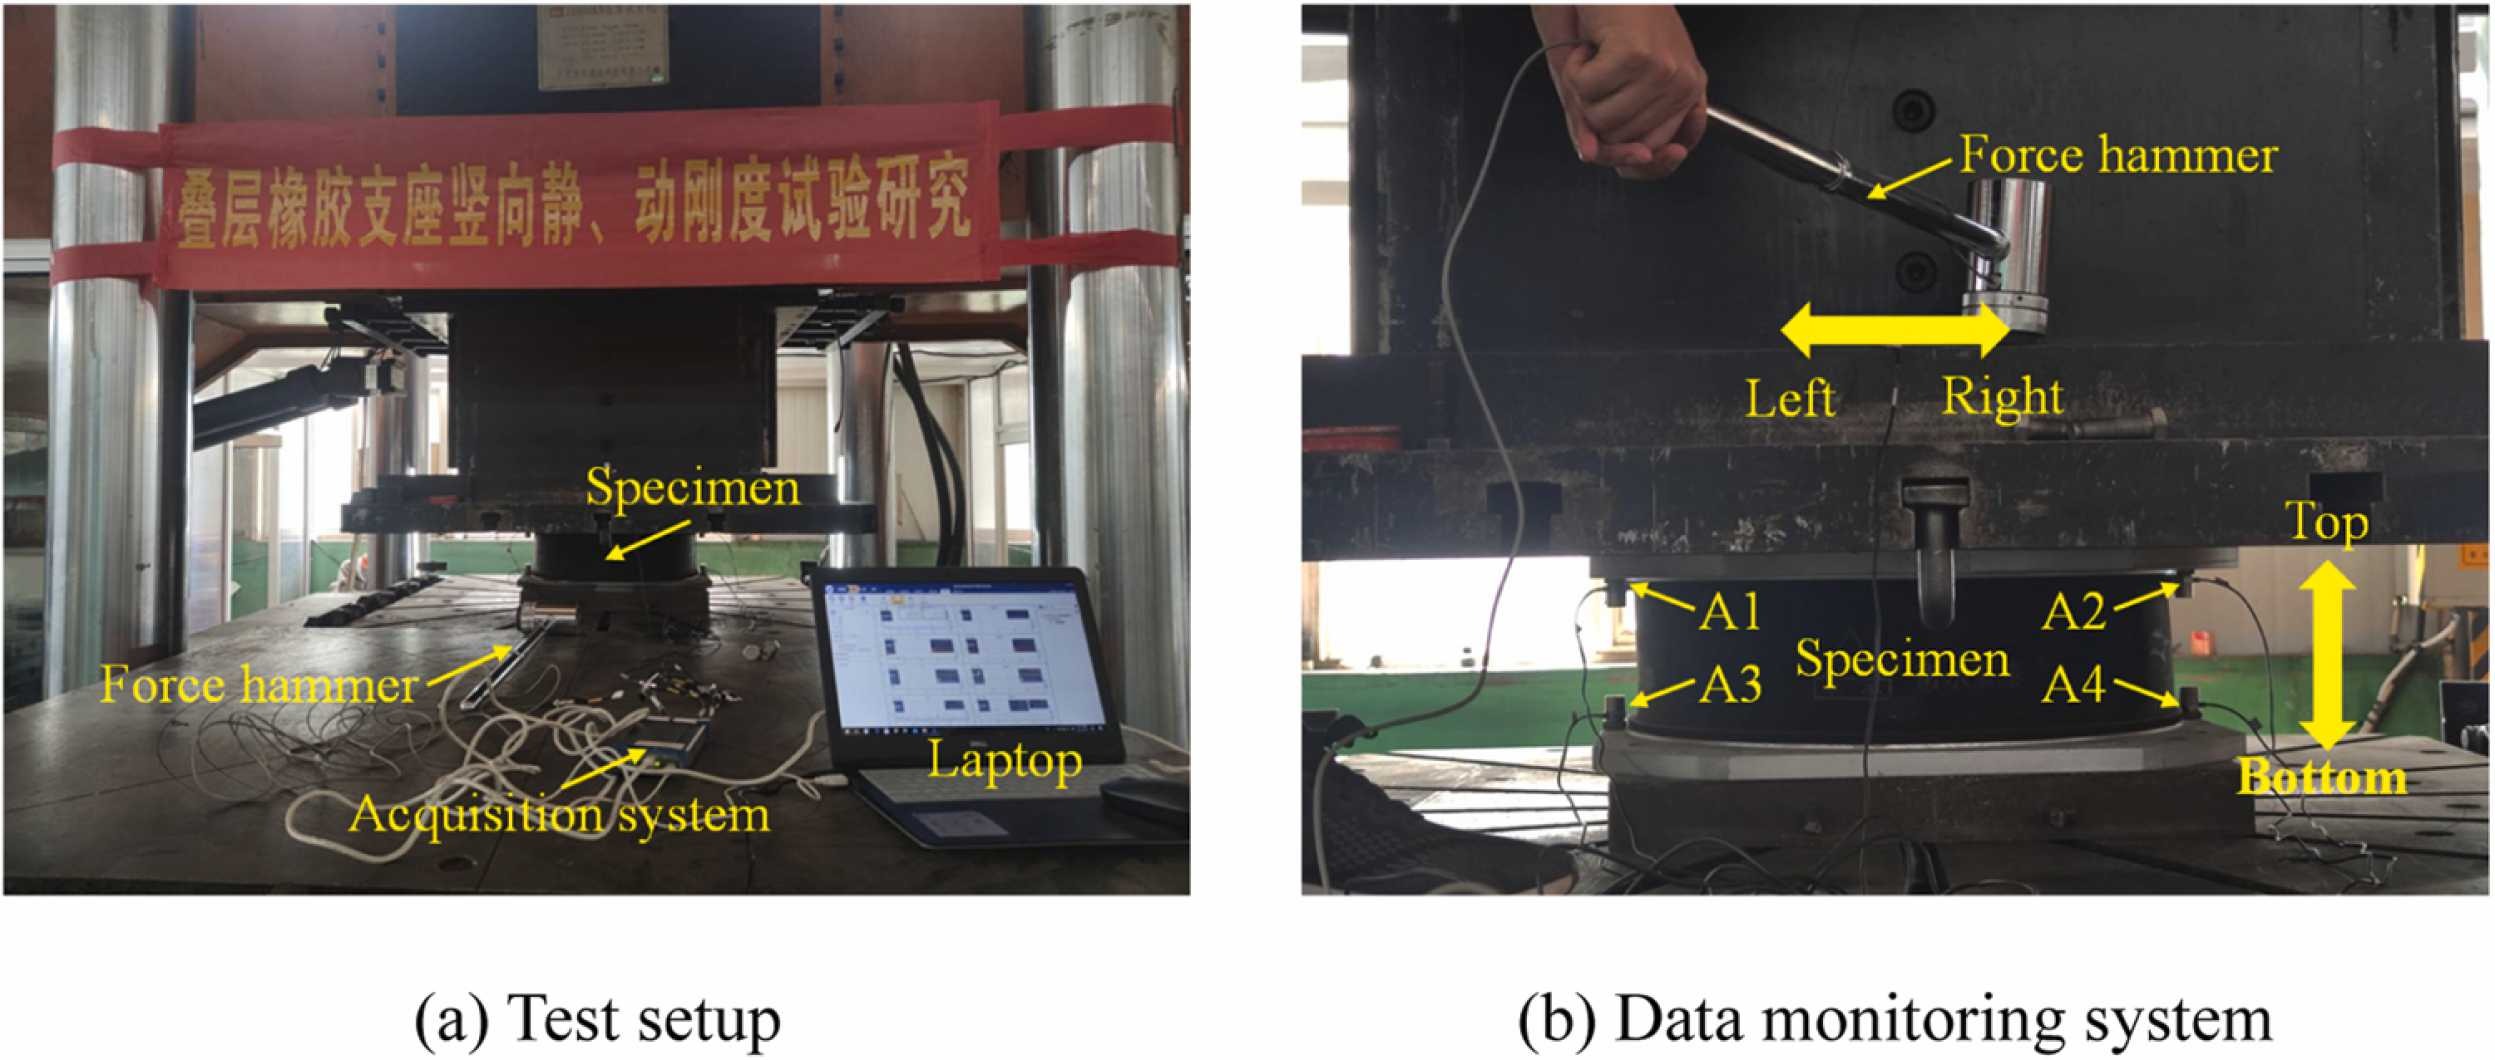 叠层橡胶支座竖向静、动刚度试验研究
Specimen
Force hammer
Laptop
Acquisition system
(a) Test setup
Force hammer
Left
Right
Top
A1
A2
Specimen
A3
A4
Bottom
(b) Data monitoring system